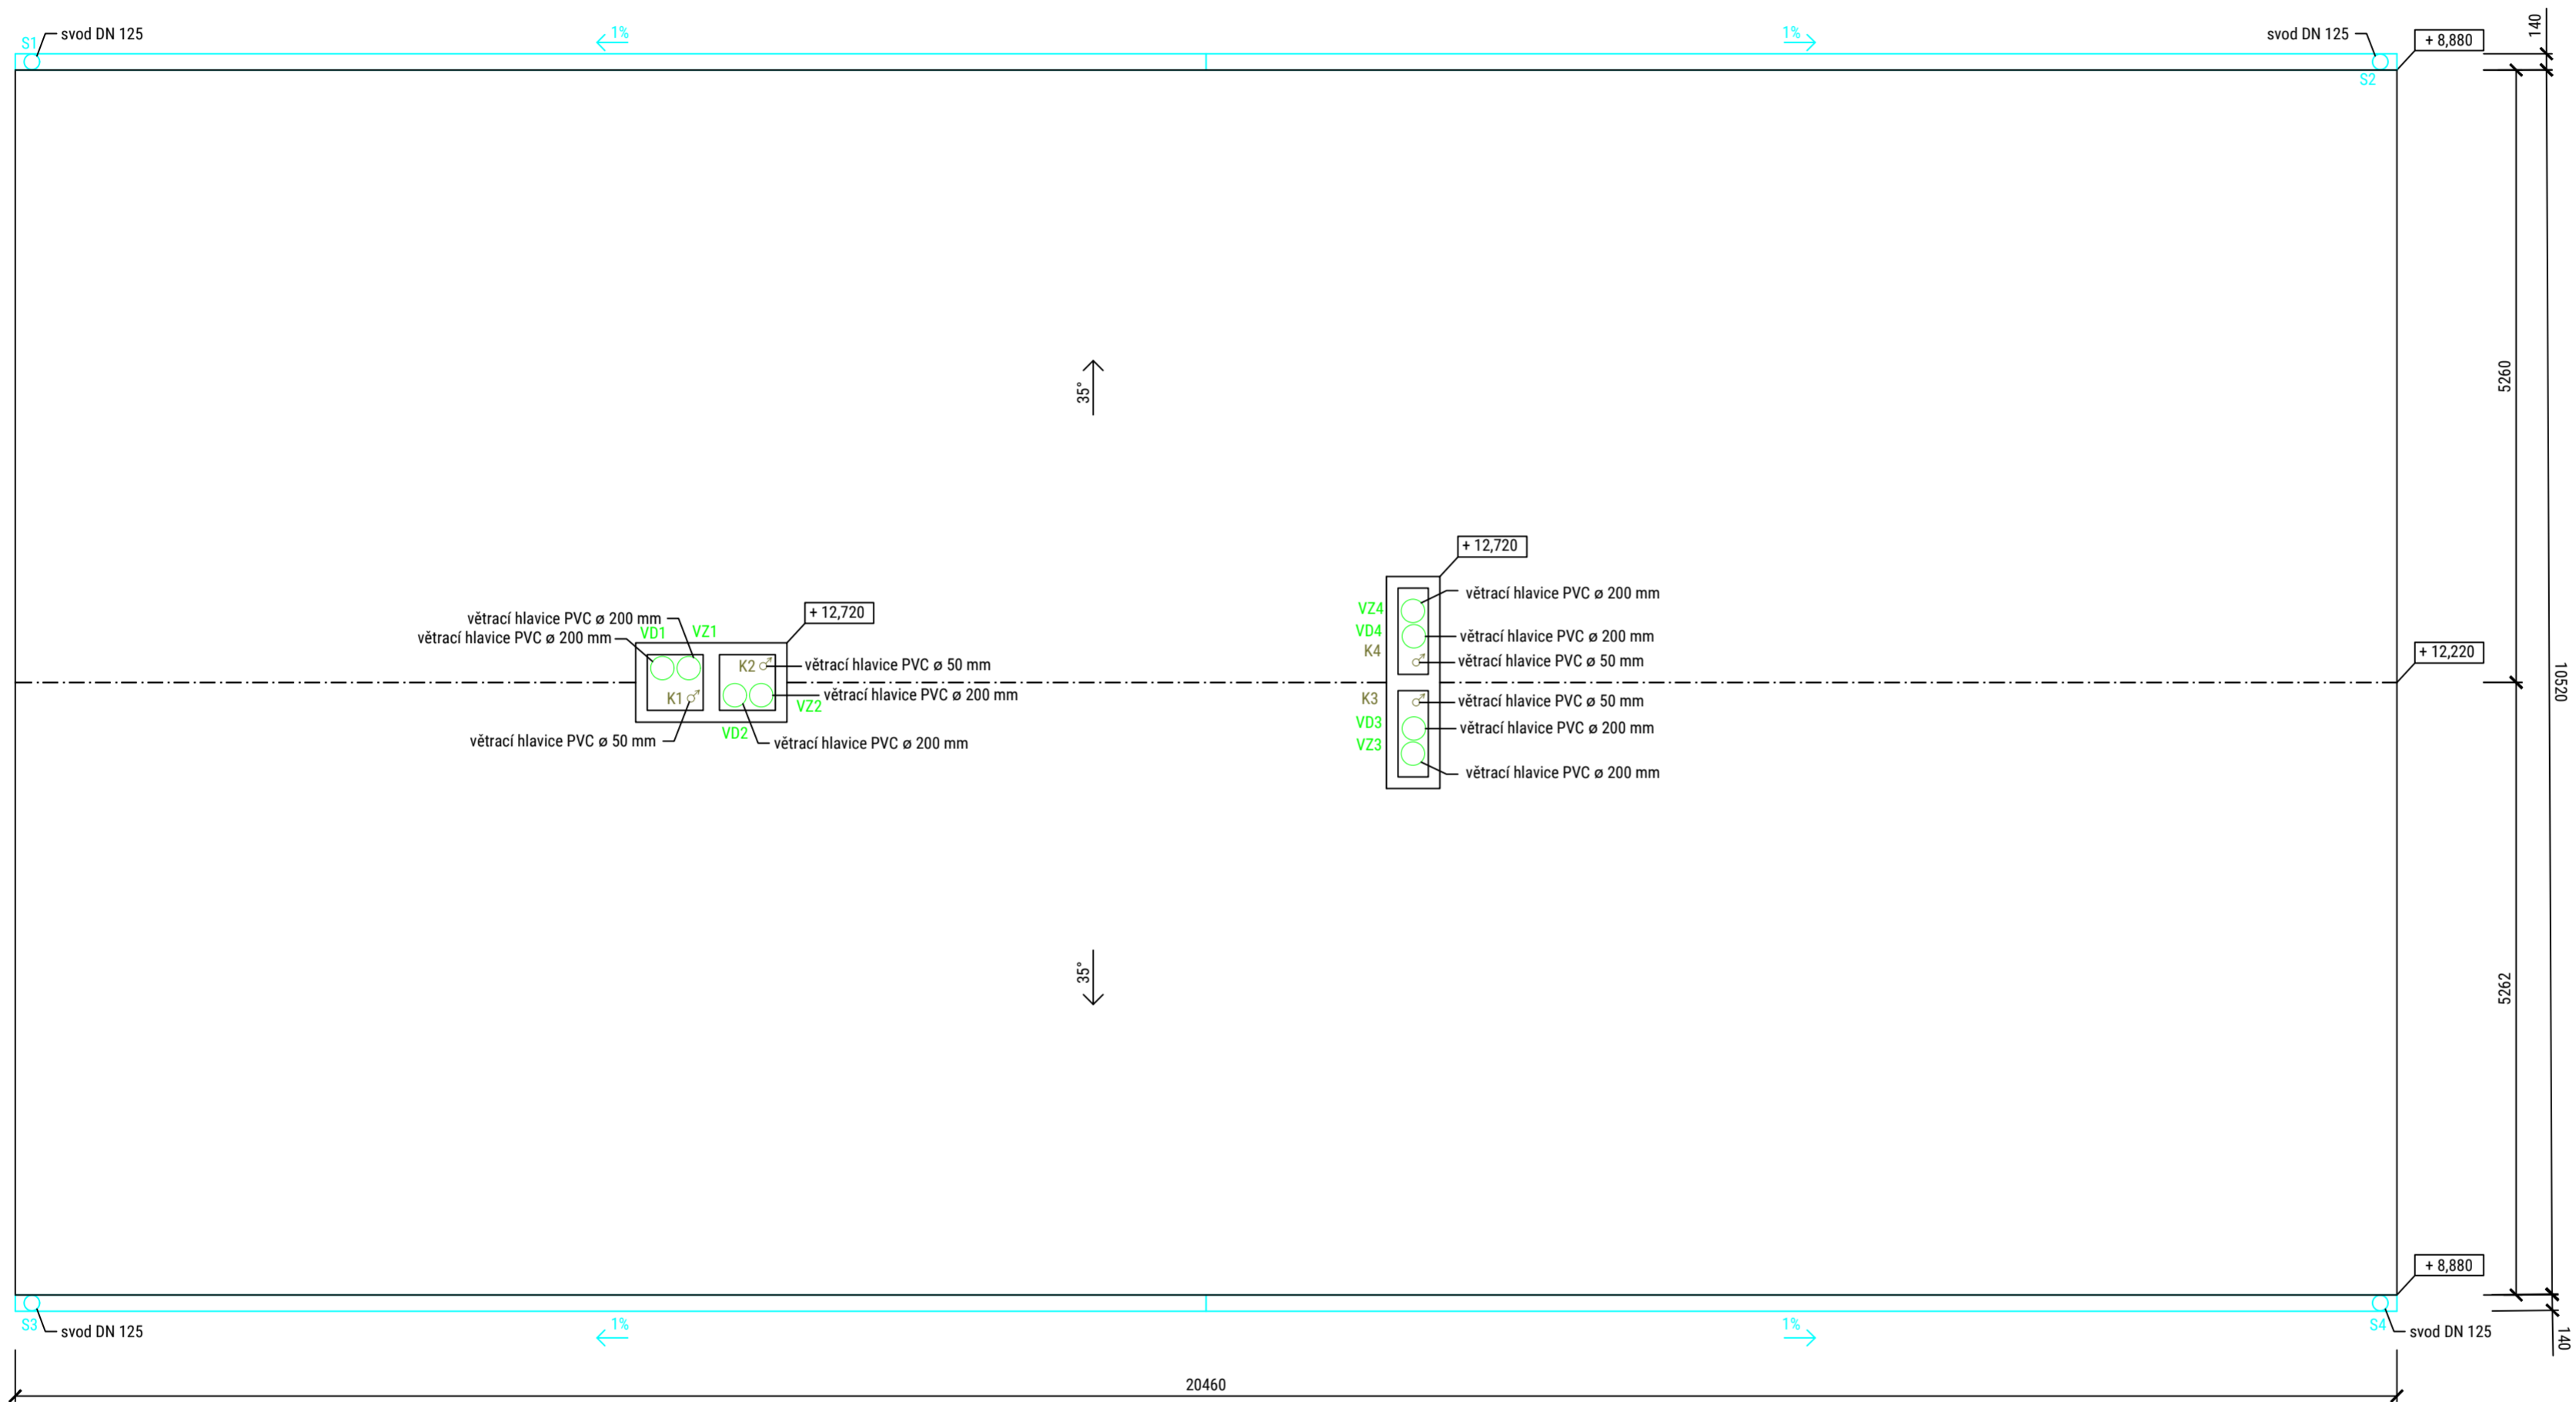 S1
svod DN 125
1%
1%
svod DN 125
S2
+ 8,880
140
5260
35°
+ 12,720
větrací hlavice PVC ø 200 mm
VZ4
větrací hlavice PVC ø 200 mm
VD4
K4
větrací hlavice PVC ø 50 mm
+ 12,720
větrací hlavice PVC ø 200 mm
větrací hlavice PVC ø 200 mm
VD1
VZ1
K2
větrací hlavice PVC ø 50 mm
K1
větrací hlavice PVC ø 200 mm
VZ2
VD2
větrací hlavice PVC ø 50 mm
větrací hlavice PVC ø 200 mm
K3
větrací hlavice PVC ø 50 mm
VD3
větrací hlavice PVC ø 200 mm
VZ3
větrací hlavice PVC ø 200 mm
+ 12,220
10520
35°
5262
+ 8,880
S3
svod DN 125
1%
1%
S4
svod DN 125
140
20460